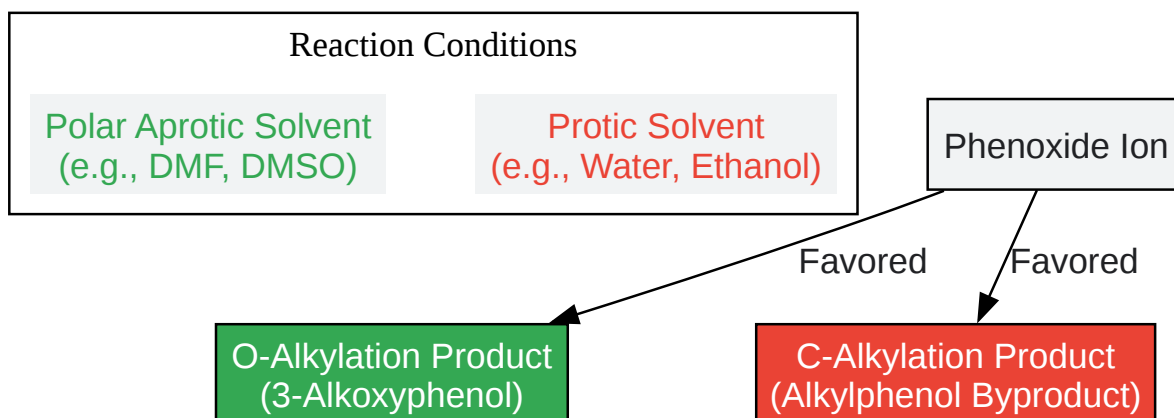 Reaction Conditions
Polar Aprotic Solvent
(e.g., DMF, DMSO)
Protic Solvent
(e.g., Water, Ethanol)
Phenoxide Ion
Favored
Favored
O-Alkylation Product
(3-Alkoxyphenol)
C-Alkylation Product
(Alkylphenol Byproduct)